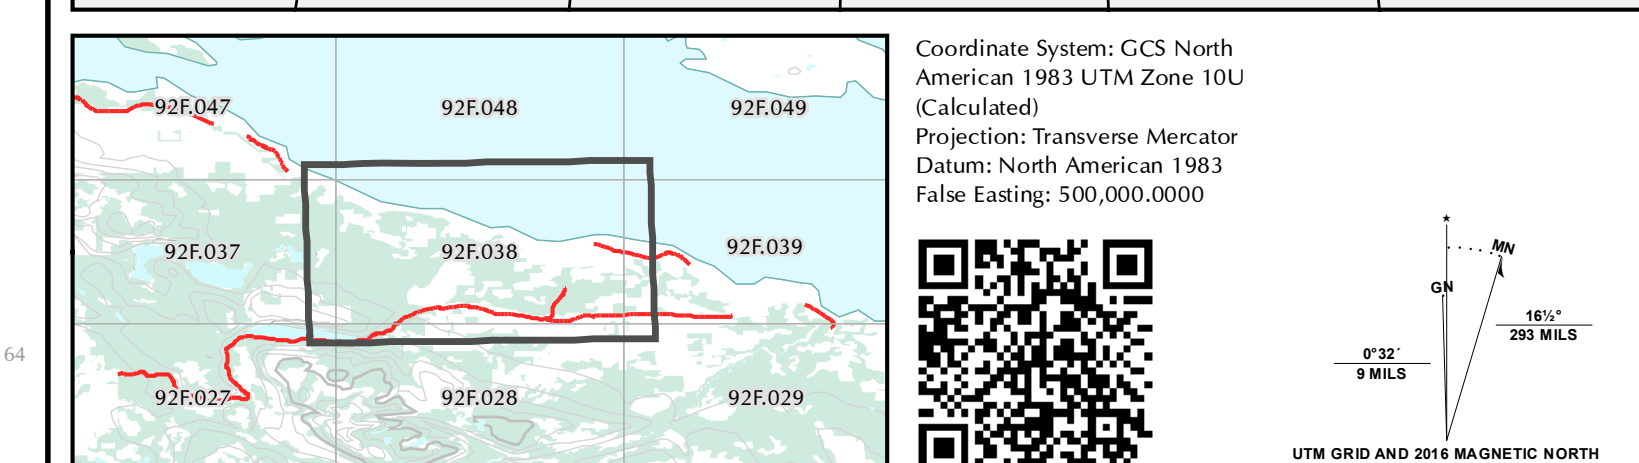 92F.047
92F.048
92F.049
92F.037
92F.038
92F.039
92F.027
92F.028
92F.029
64
Coordinate System: GCS North
American 1983 UTM Zone 10U
(Calculated)
Projection: Transverse Mercator
Datum: North American 1983
False Easting: 500,000.0000
MN
GN
16½°
293 MILS
0°32´
9 MILS
UTM GRID AND 2016 MAGNETIC NORTH